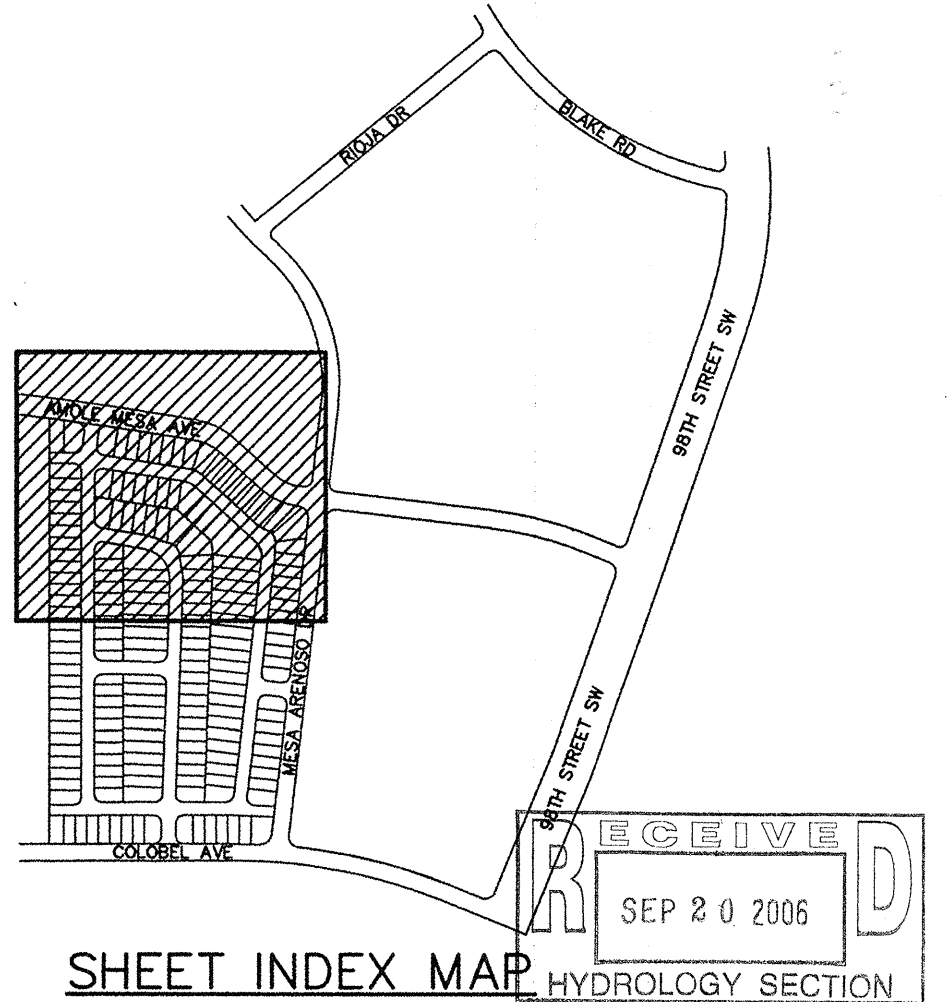 RIOJA DR
BLAKE RD
98TH STREET SW
AMOLE MESA AVE
MESA ARENOSO DR
98TH STREET SW
COLOBEL AVE
RECEIVED
SEP 20 2006
HYDROLOGY SECTION
SHEET INDEX MAP